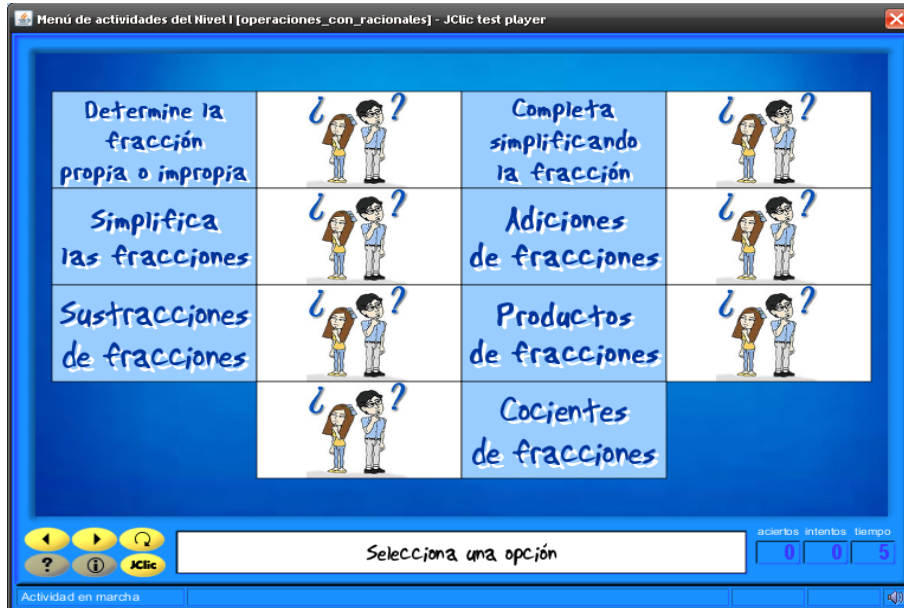 Menú de actividades del Nivel I [operaciones_con_racionales] - JClic test player
Determine la
fracción
propia o impropia
¿ ?
Completa
simplificando
la fracción
¿ ?
Simplifica
las fracciones
¿ ?
Adiciones
de fracciones
¿ ?
Sustracciones
de fracciones
¿ ?
Productos
de fracciones
¿ ?
¿ ?
Cocientes
de fracciones
Selecciona una opción
aciertos intentos tiempo
0 0 5
? i JClic
Actividad en marcha